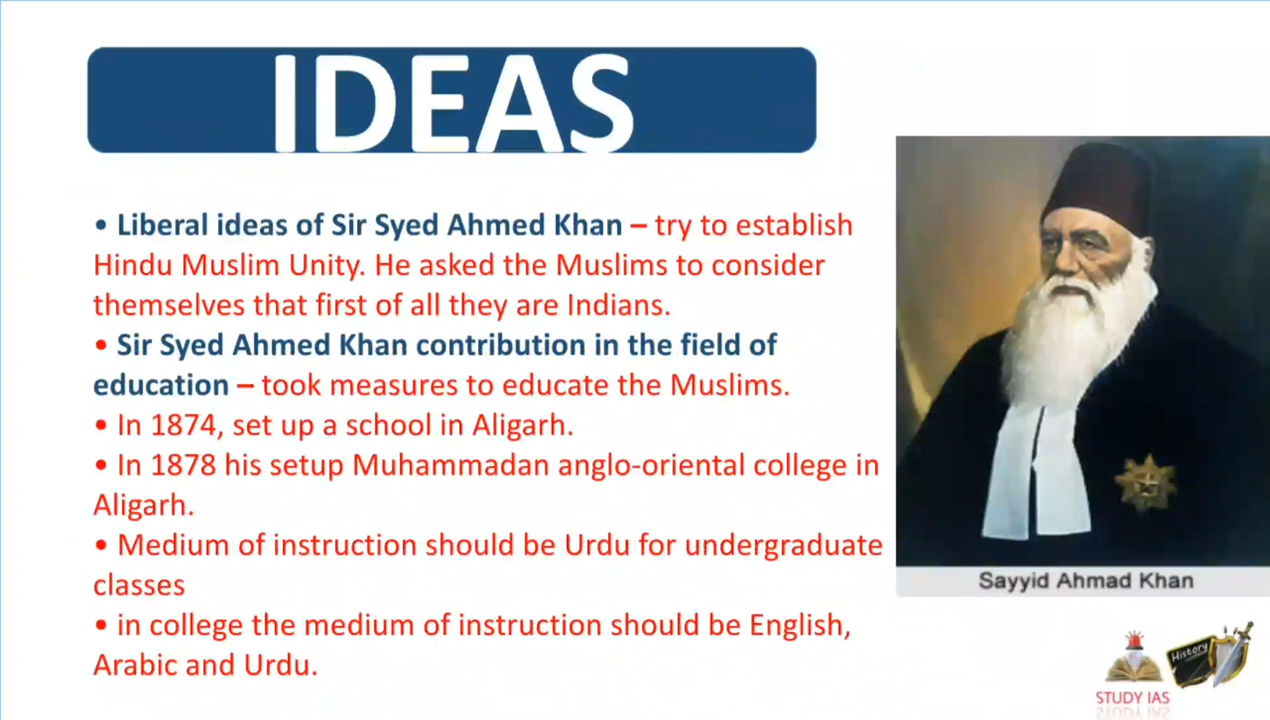 IDEAS
• Liberal ideas of Sir Syed Ahmed Khan – try to establish
Hindu Muslim Unity. He asked the Muslims to consider
themselves that first of all they are Indians.
• Sir Syed Ahmed Khan contribution in the field of
education – took measures to educate the Muslims.
• In 1874, set up a school in Aligarh.
• In 1878 his setup Muhammadan anglo-oriental college in
Aligarh.
• Medium of instruction should be Urdu for undergraduate
classes
• in college the medium of instruction should be English,
Arabic and Urdu.
Sayyid Ahmad Khan
History
STUDY IAS